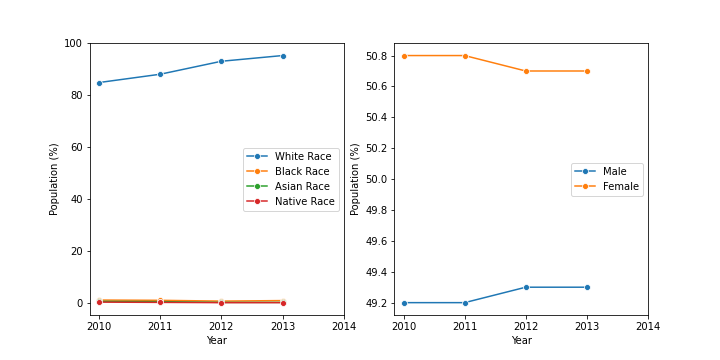 100
80
60
40
20
0
Population (%)
2010 2011 2012 2013 2014
Year
White Race
Black Race
Asian Race
Native Race
50.8
50.6
50.4
50.2
50.0
49.8
49.6
49.4
49.2
Population (%)
2010 2011 2012 2013 2014
Year
Male
Female